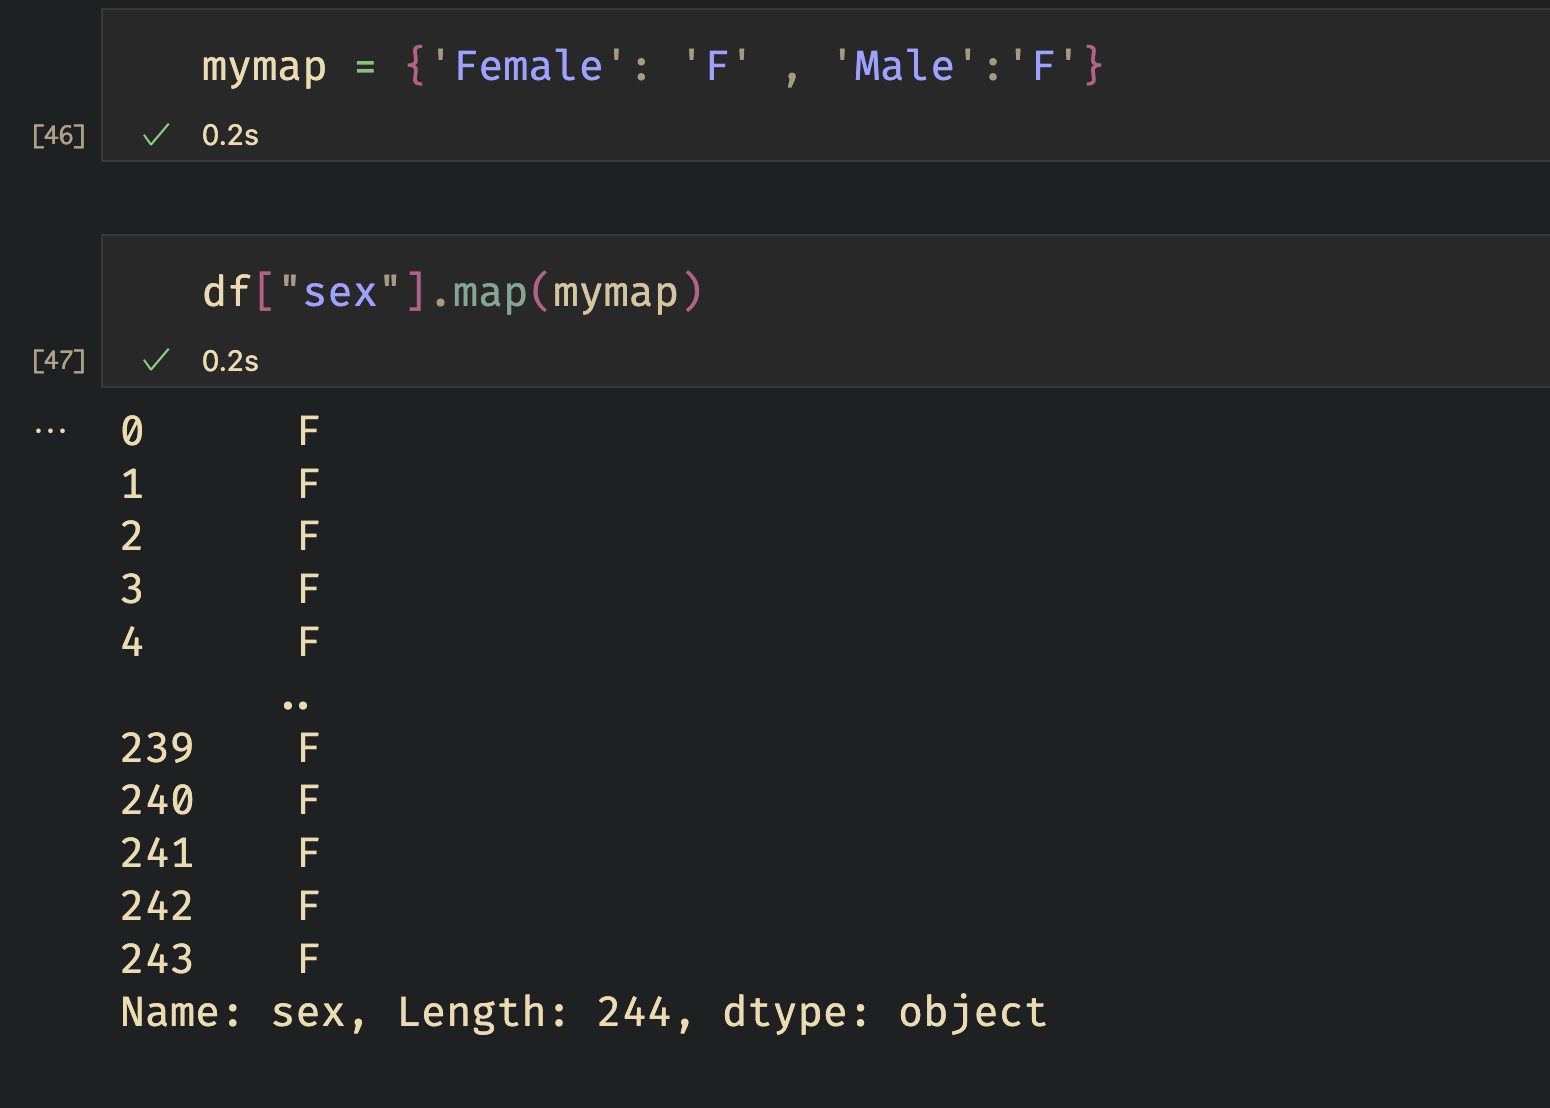 mymap = {'Female': 'F' , 'Male':'F'}
[46] ✓ 0.2s
df["sex"].map(mymap)
[47] ✓ 0.2s
... 0 F
1 F
2 F
3 F
4 F
..
239 F
240 F
241 F
242 F
243 F
Name: sex, Length: 244, dtype: object